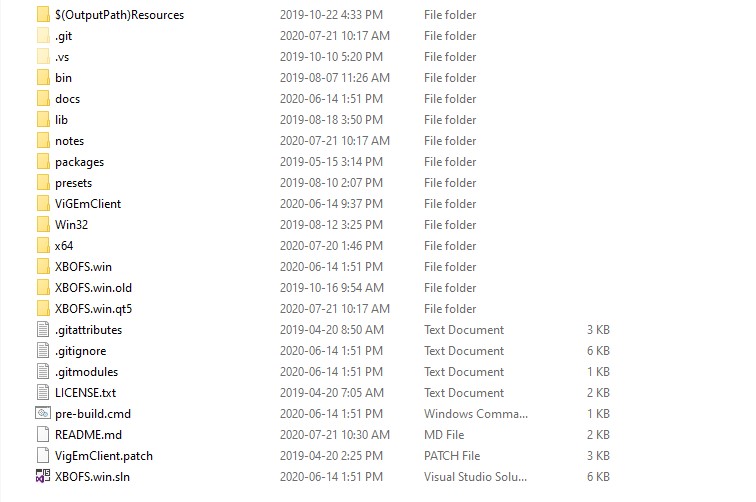 $(OutputPath)Resources 2019-10-22 4:33 PM File folder
.git 2020-07-21 10:17 AM File folder
.vs 2019-10-10 5:20 PM File folder
bin 2019-08-07 11:26 AM File folder
docs 2020-06-14 1:51 PM File folder
lib 2019-08-18 3:50 PM File folder
notes 2020-07-21 10:17 AM File folder
packages 2019-05-15 3:14 PM File folder
presets 2019-08-10 2:07 PM File folder
ViGEmClient 2020-06-14 9:37 PM File folder
Win32 2019-08-12 3:25 PM File folder
x64 2020-07-20 1:46 PM File folder
XBOFS.win 2020-06-14 1:51 PM File folder
XBOFS.win.old 2019-10-16 9:54 AM File folder
XBOFS.win.qt5 2020-07-21 10:17 AM File folder
.gitattributes 2019-04-20 8:50 AM Text Document 3 KB
.gitignore 2020-06-14 1:51 PM Text Document 6 KB
.gitmodules 2020-06-14 1:51 PM Text Document 1 KB
LICENSE.txt 2019-04-20 7:05 AM Text Document 2 KB
pre-build.cmd 2020-06-14 1:51 PM Windows Comma... 1 KB
README.md 2020-07-21 10:30 AM MD File 2 KB
VigEmClient.patch 2019-04-20 2:25 PM PATCH File 3 KB
XBOFS.win.sln 2020-06-14 1:51 PM Visual Studio Solu... 6 KB